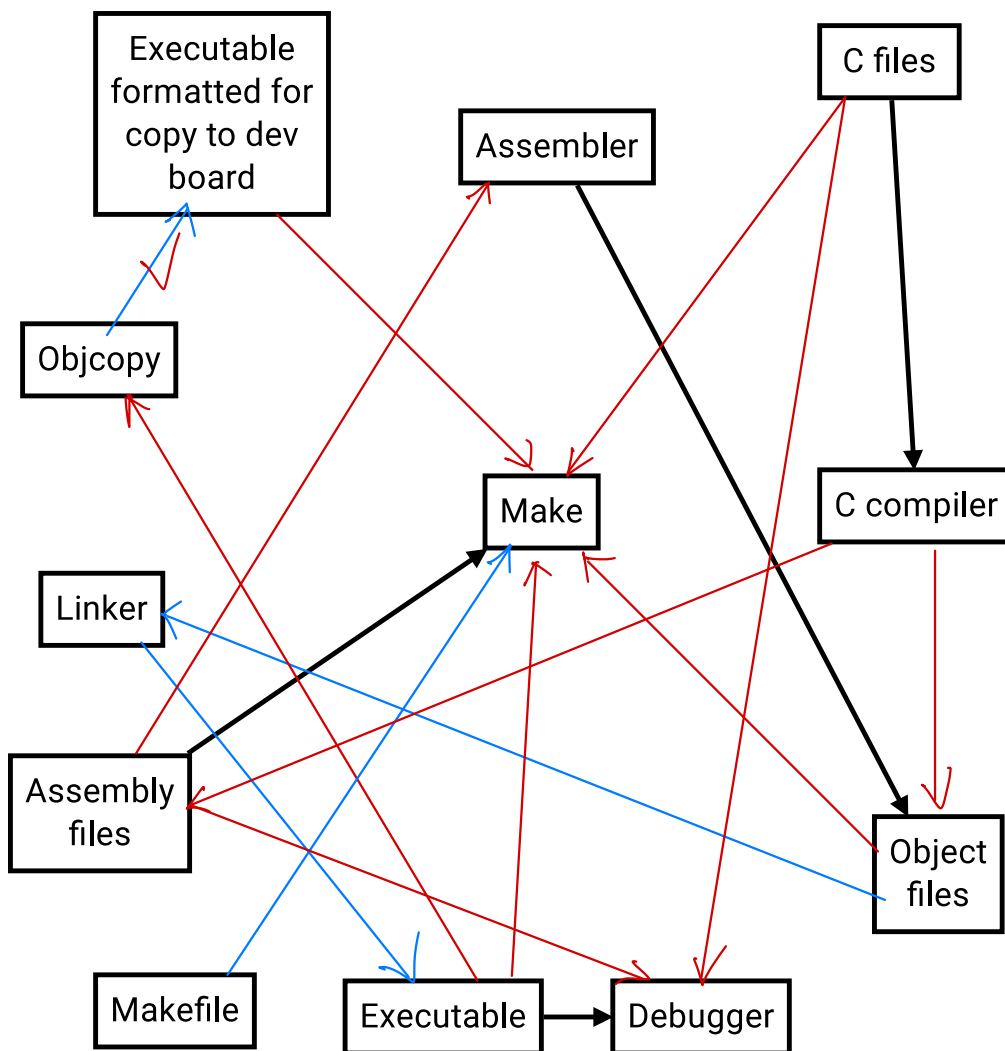 Executable
formatted for
copy to dev
board
C files
Assembler
Objcopy
Make
C compiler
Linker
Assembly
files
Object
files
Makefile
Executable
Debugger